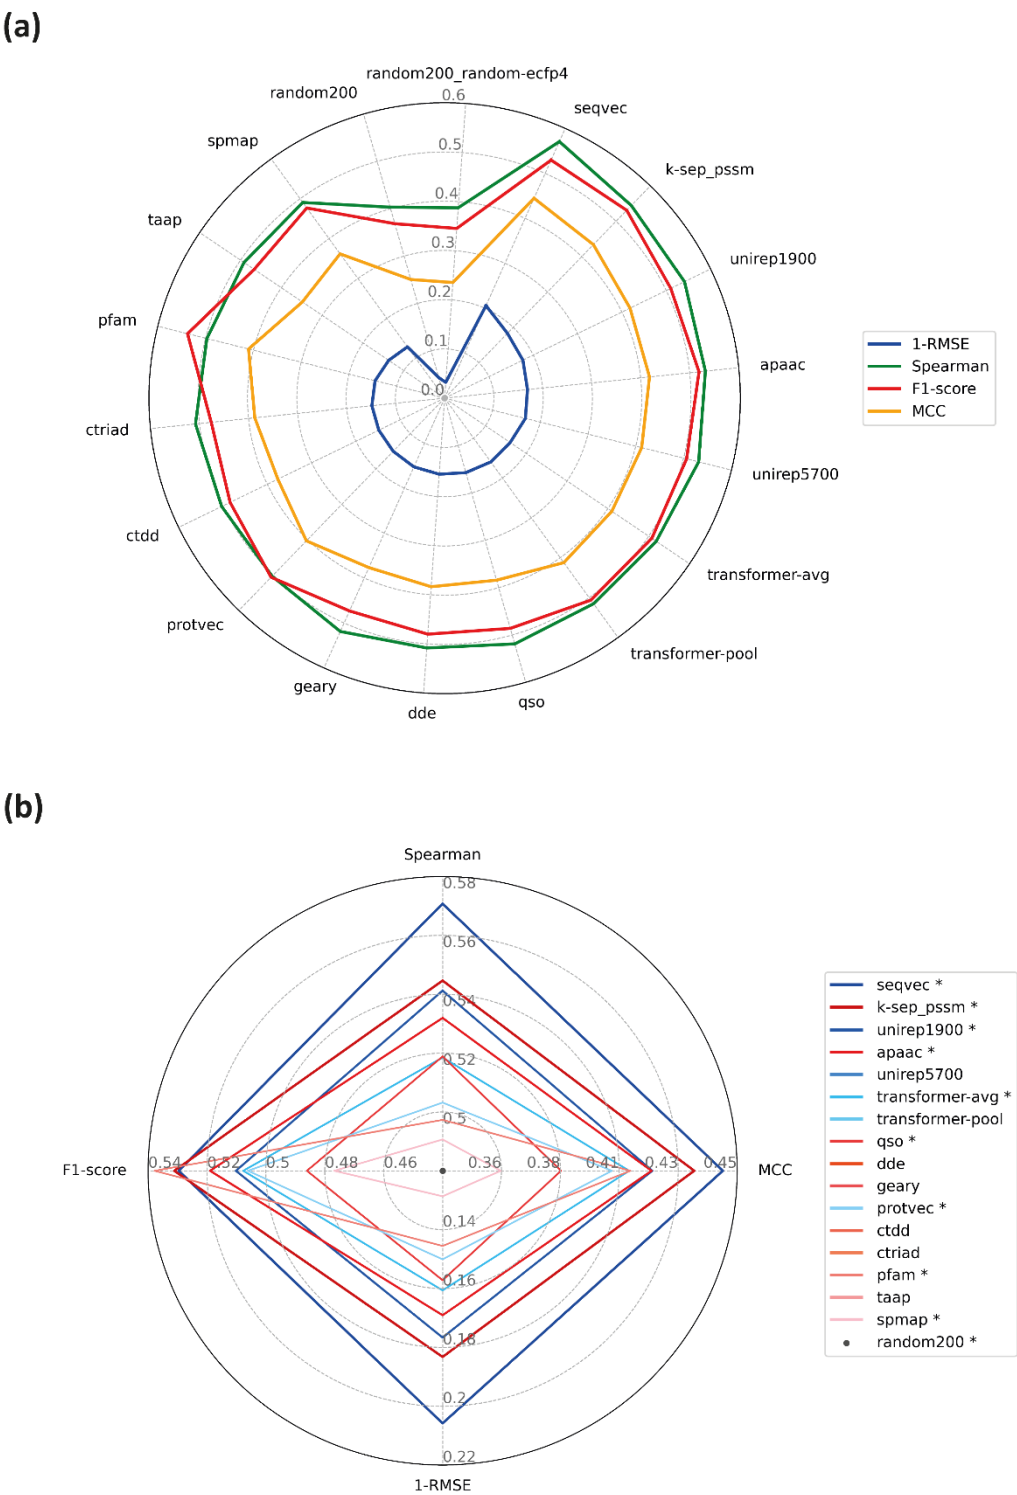 (a)
random200_random-ecfp4
random200
0.6
seqvec
spmap
0.5
k-sep_pssm
taap
0.4
unirep1900
0.3
pfam
0.2
0.1
apaac
0.0
1-RMSE
Spearman
F1-score
MCC
ctriad
unirep5700
ctdd
transformer-avg
protvec
transformer-pool
geary
qso
dde
(b)
Spearman
0.58
0.56
0.54
0.52
0.5
F1-score
0.54 0.52 0.5 0.48 0.46 0.36 0.38 0.41 0.43 0.45
MCC
0.14
0.16
0.18
0.2
0.22
1-RMSE
seqvec *
k-sep_pssm *
unirep1900 *
apaac *
unirep5700
transformer-avg *
transformer-pool
qso *
dde
geary
protvec *
ctdd
ctriad
pfam *
taap
spmap *
random200 *